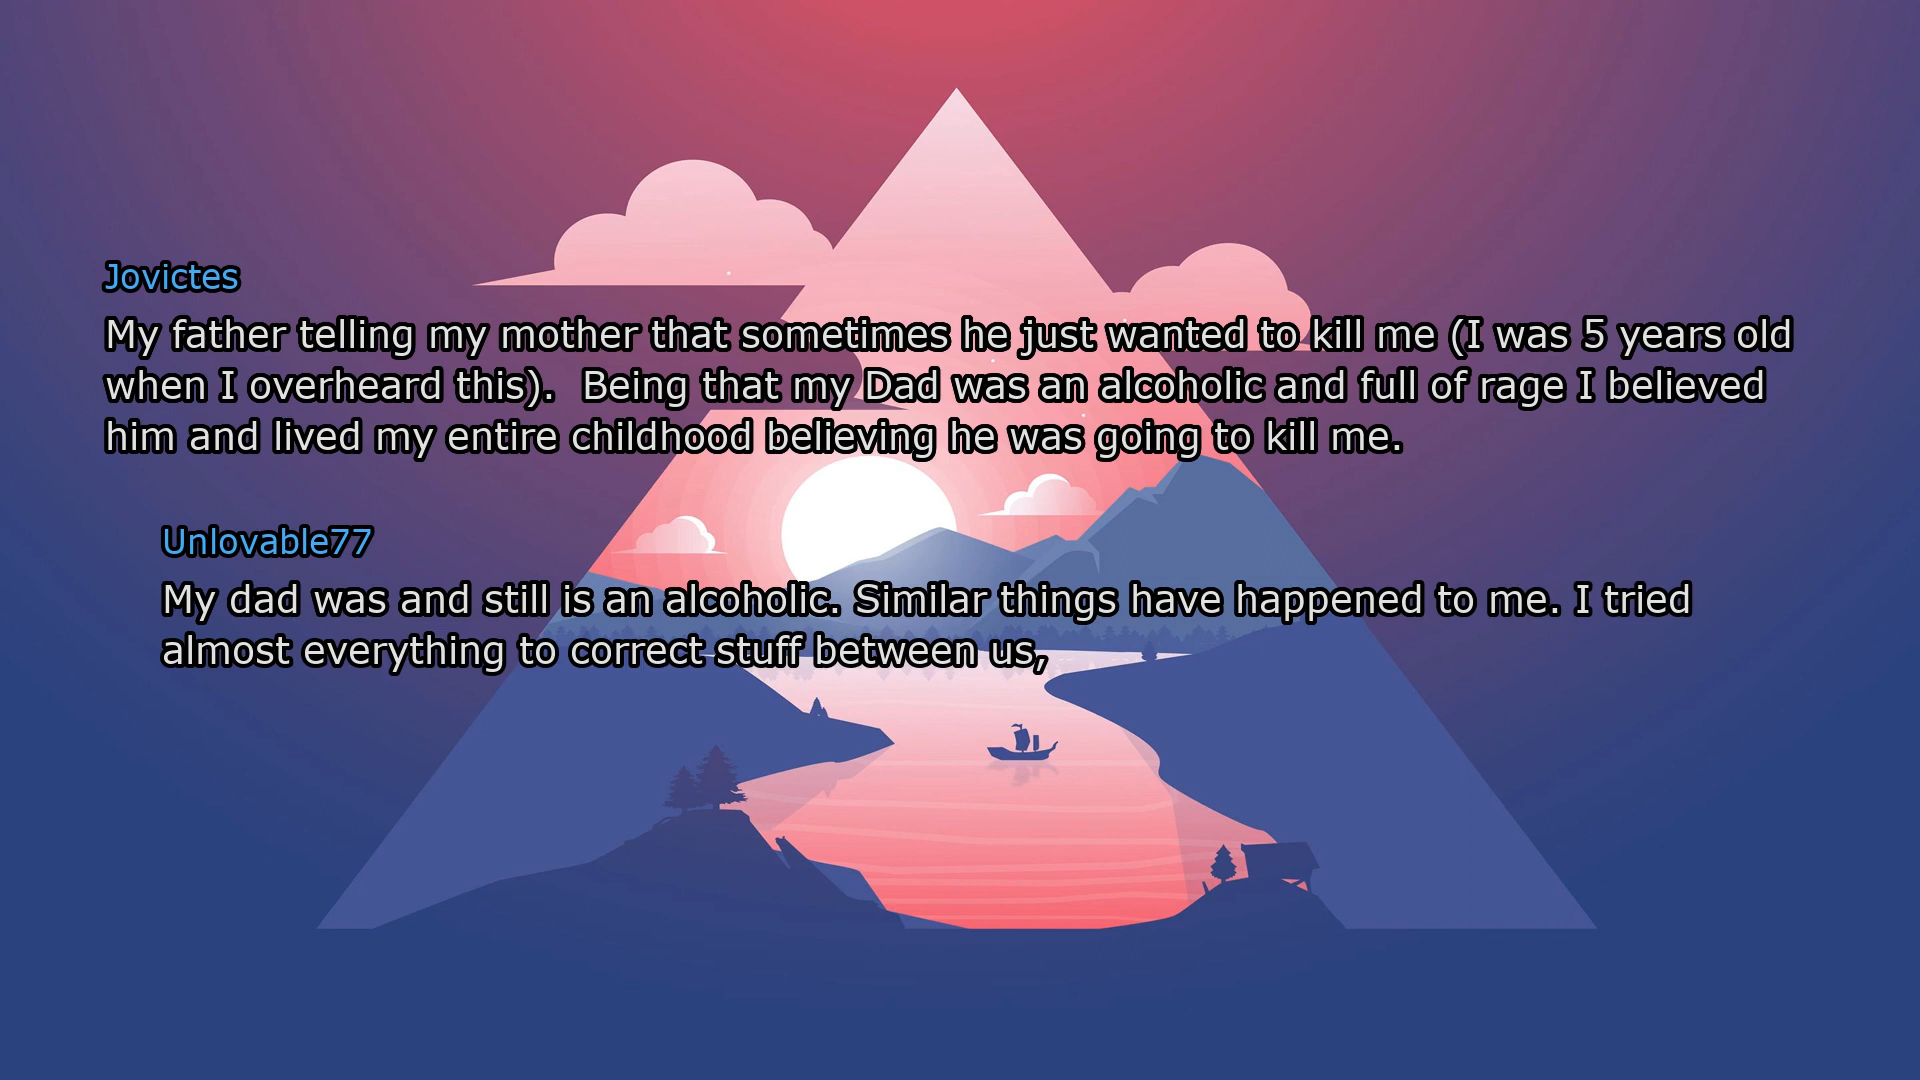 Jovictes
My father telling my mother that sometimes he just wanted to kill me (I was 5 years old
when I overheard this).  Being that my Dad was an alcoholic and full of rage I believed
him and lived my entire childhood believing he was going to kill me.
Unlovable77
My dad was and still is an alcoholic. Similar things have happened to me. I tried
almost everything to correct stuff between us,